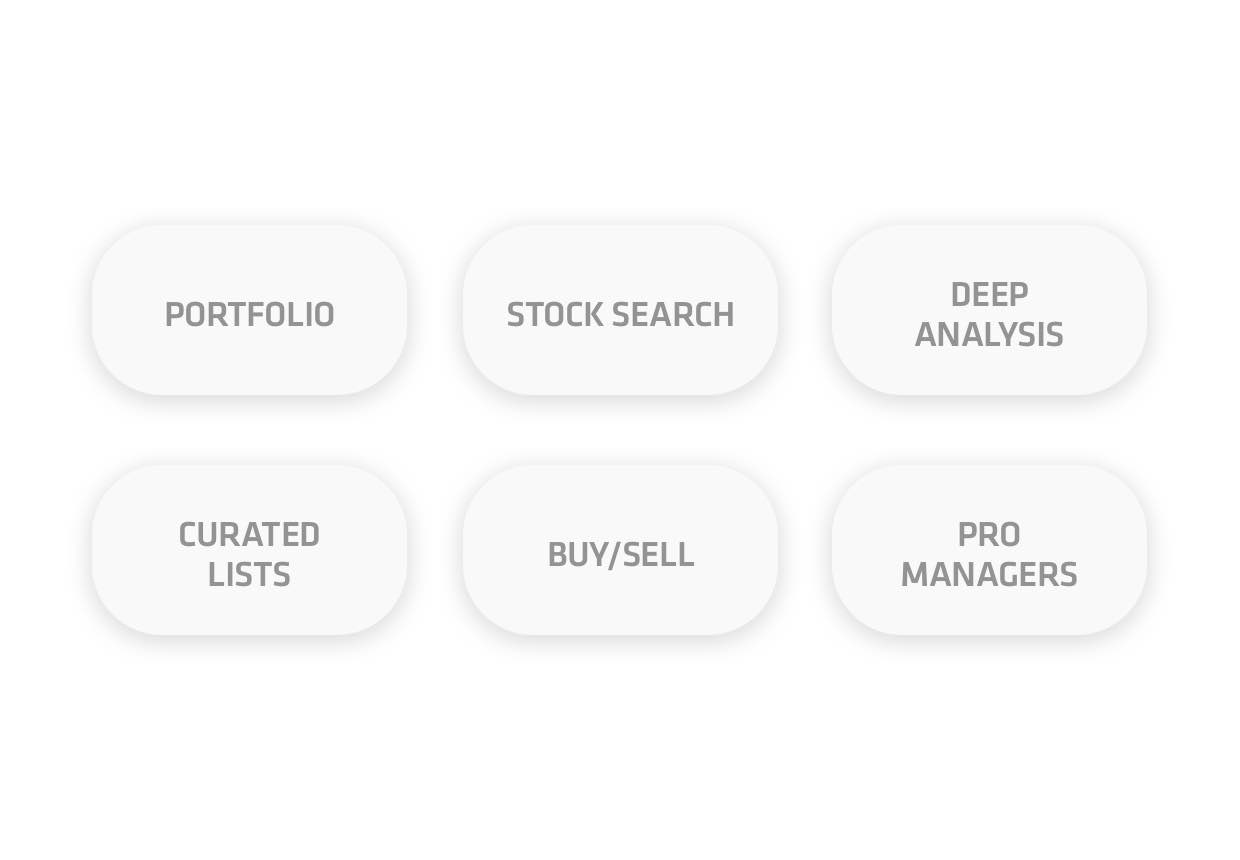 PORTFOLIO
STOCK SEARCH
DEEP
ANALYSIS
CURATED
LISTS
BUY/SELL
PRO
MANAGERS